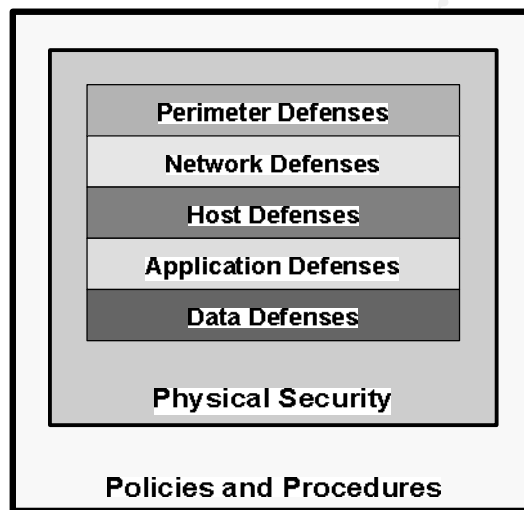 Perimeter Defenses
Network Defenses
Host Defenses
Application Defenses
Data Defenses
Physical Security
Policies and Procedures